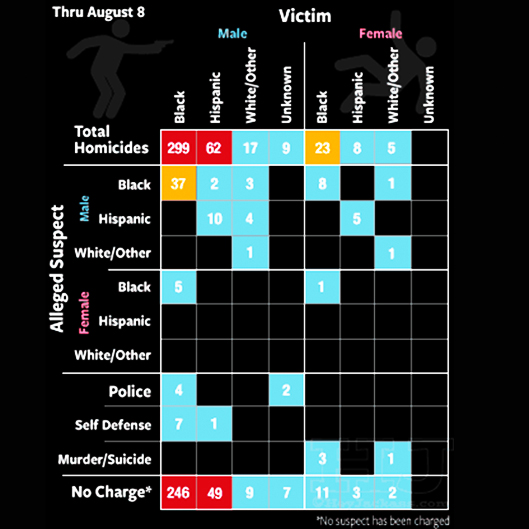 Thru August 8
Victim
Male Female
Black Hispanic White/Other Unknown Black Hispanic White/Other Unknown
Total
Homicides 299 62 17 9 23 8 5
Alleged Suspect
Male
Black 37 2 3 8 1
Hispanic 10 4 5
White/Other 1 1
Female
Black 5 1
Hispanic
White/Other
Police 4 2
Self Defense 7 1
Murder/Suicide 3 1
No Charge* 246 49 9 7 11 3 2
*No suspect has been charged